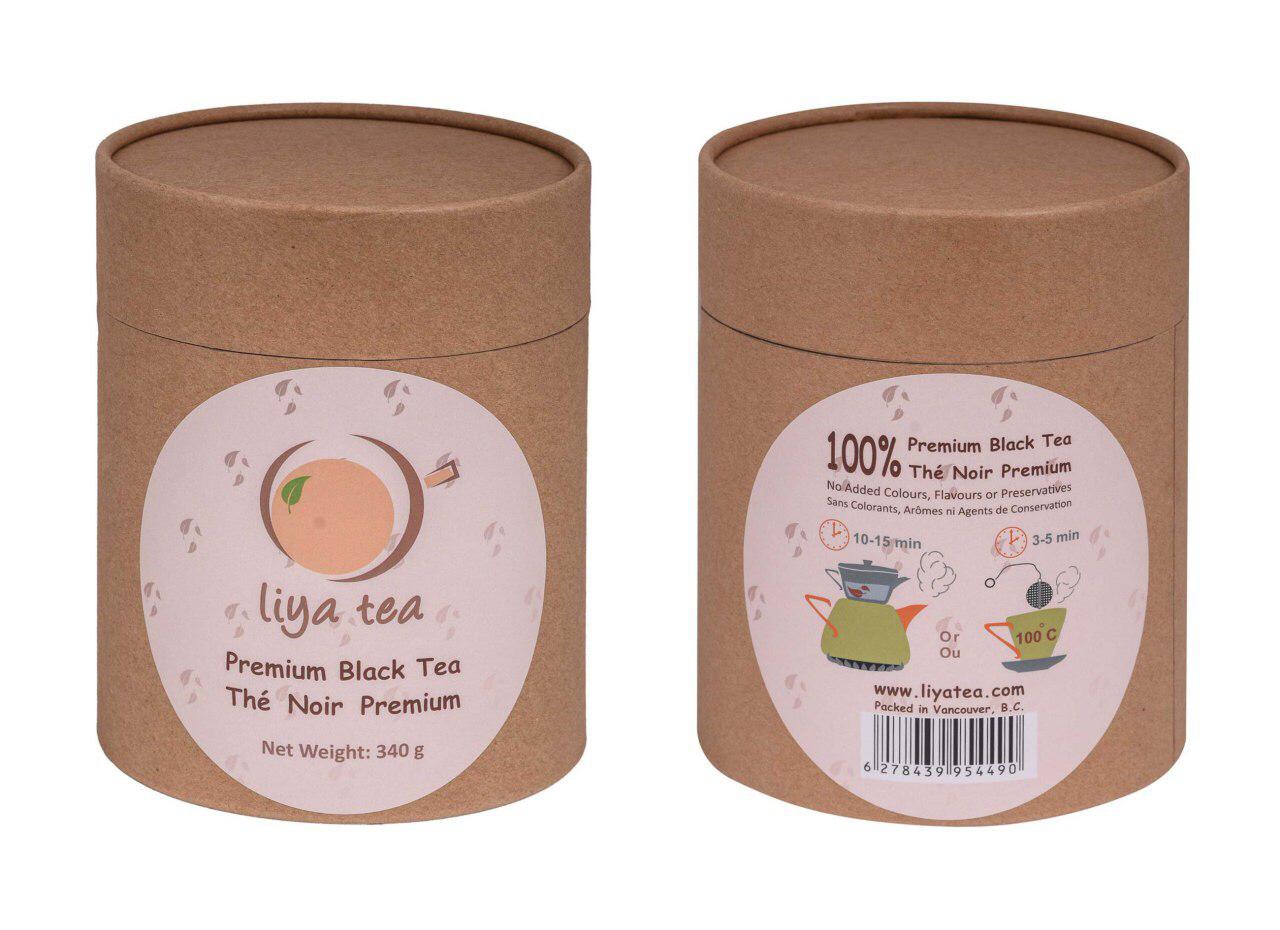 liya tea
Premium Black Tea
Thé Noir Premium
Net Weight: 340 g
100% Premium Black Tea
Thé Noir Premium
No Added Colours, Flavours or Preservatives
Sans Colorants, Arômes ni Agents de Conservation
10-15 min
3-5 min
Or
Ou
100°C
www.liyatea.com
Packed in Vancouver, B.C.
6 278439 954490